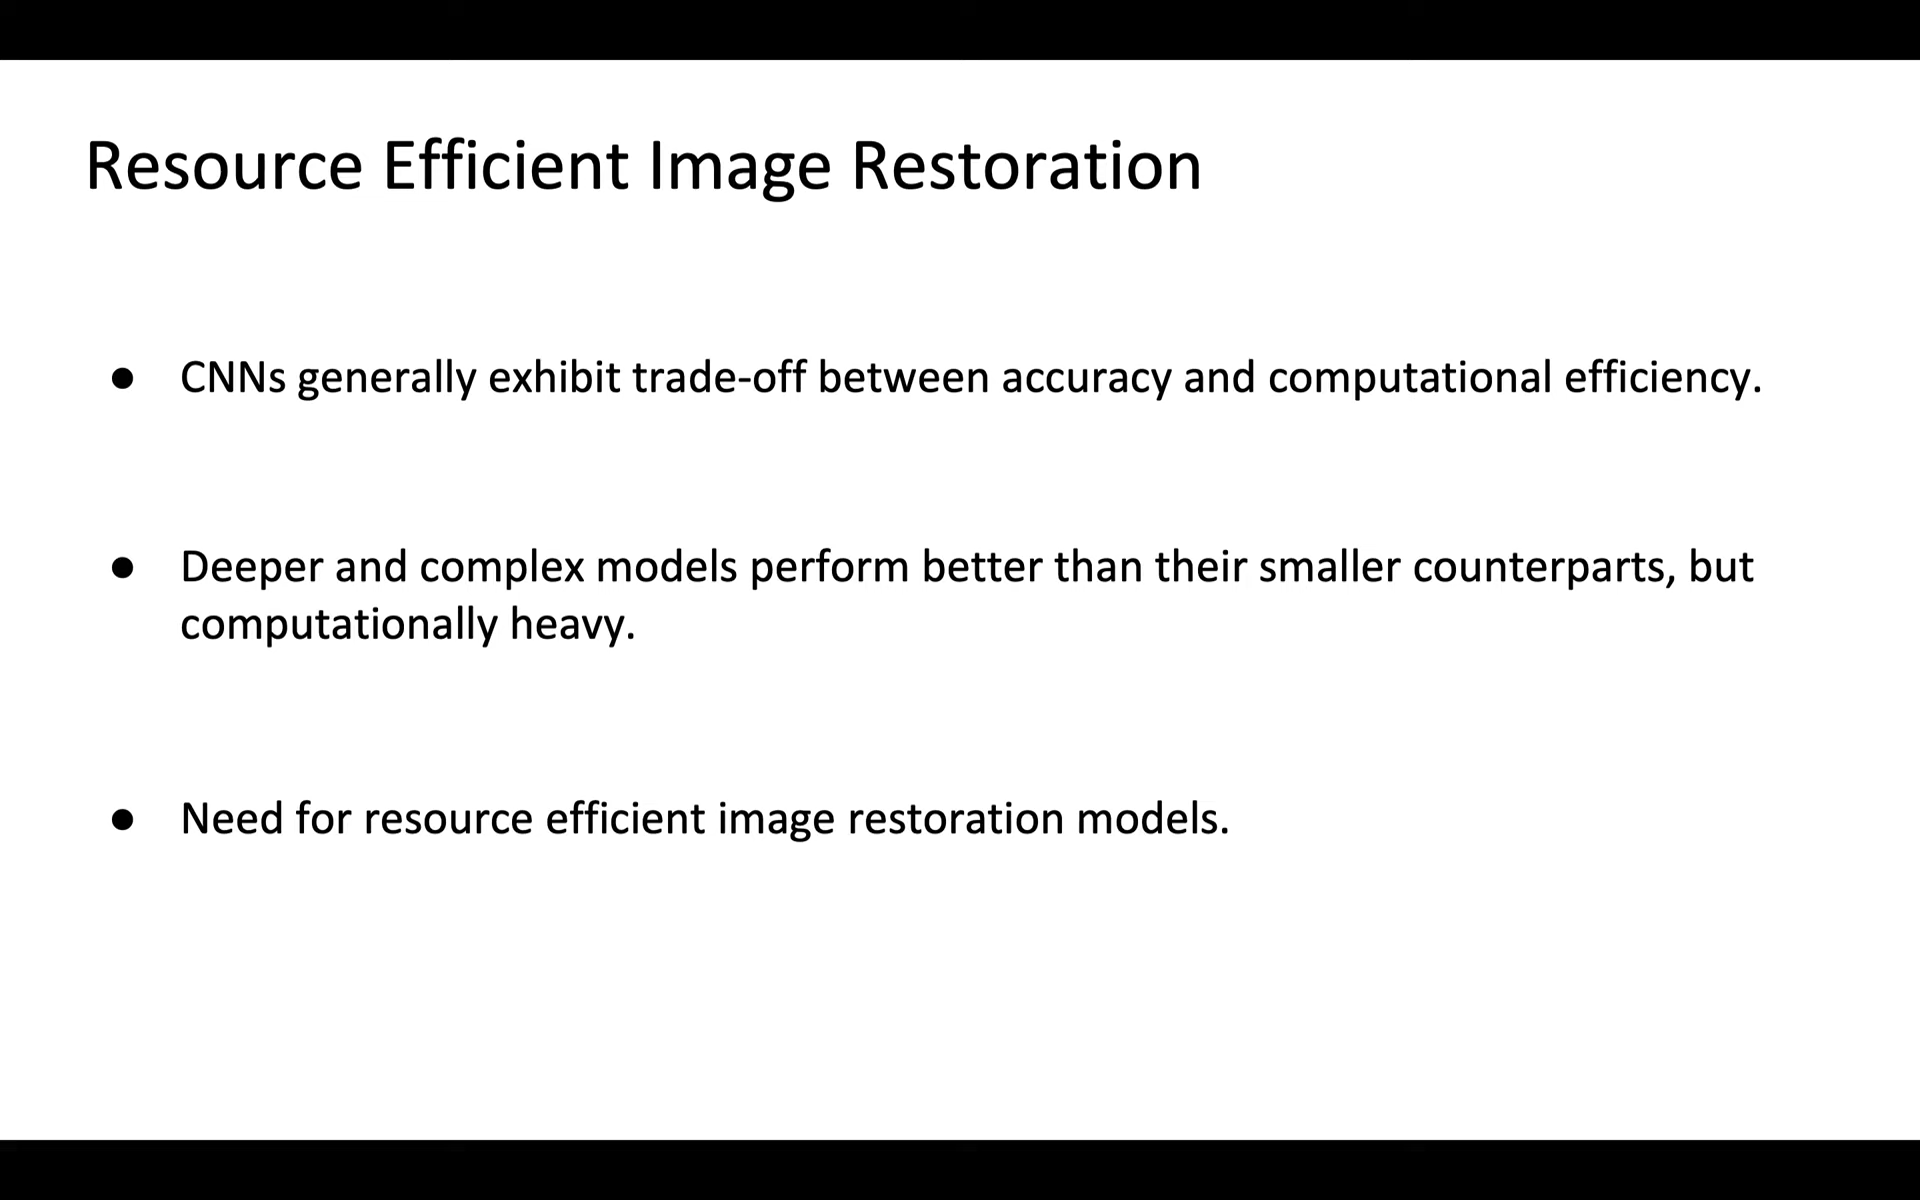 Resource Efficient Image Restoration
● CNNs generally exhibit trade-off between accuracy and computational efficiency.
● Deeper and complex models perform better than their smaller counterparts, but
computationally heavy.
● Need for resource efficient image restoration models.